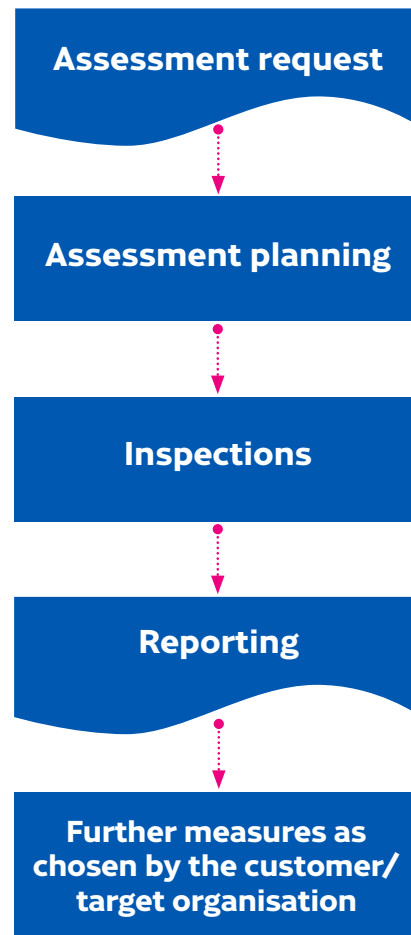 Assessment request
Assessment planning
Inspections
Reporting
Further measures as
chosen by the customer/
target organisation